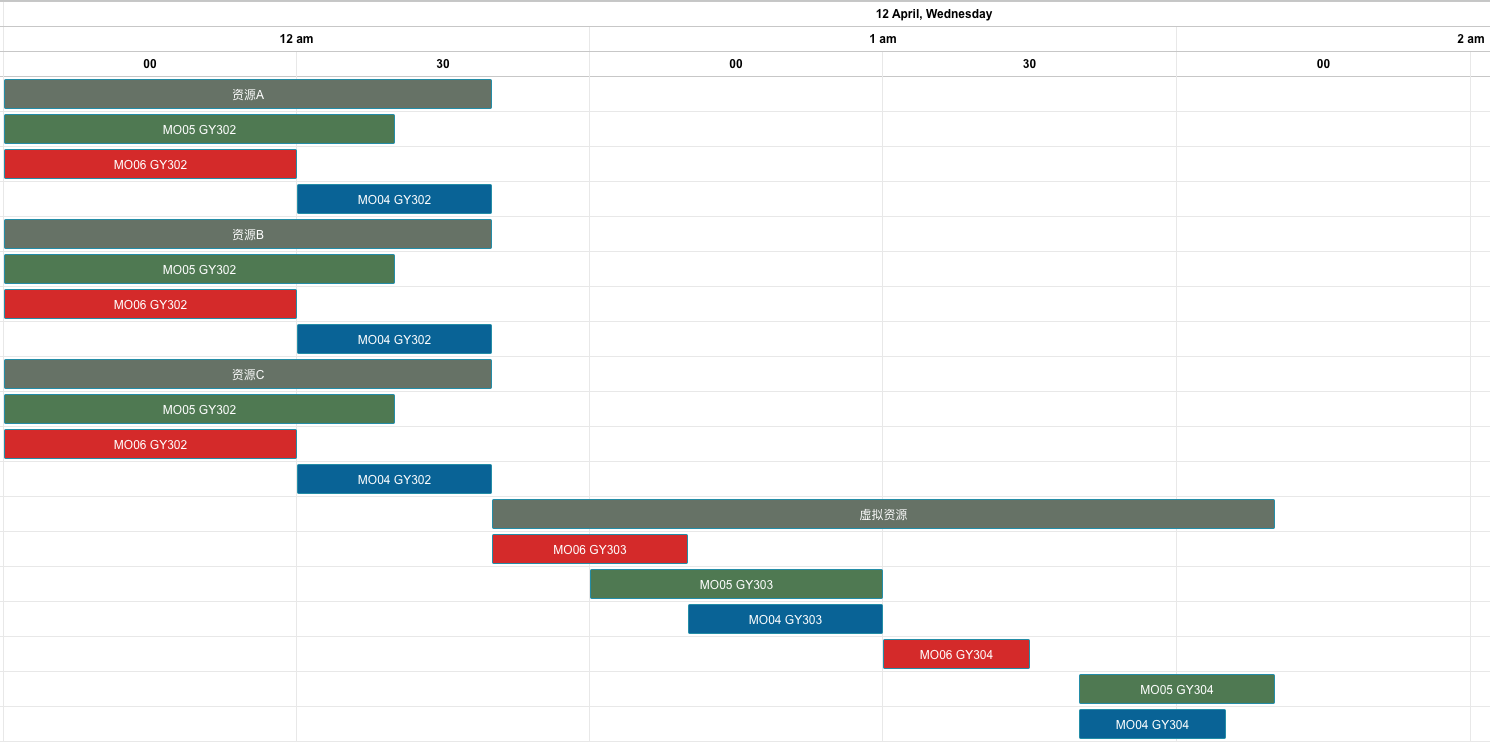 12 April, Wednesday
12 am 1 am 2 am
00 30 00 30 00
资源A
MO05 GY302
MO06 GY302
MO04 GY302
资源B
MO05 GY302
MO06 GY302
MO04 GY302
资源C
MO05 GY302
MO06 GY302
MO04 GY302
虚拟资源
MO06 GY303
MO05 GY303
MO04 GY303
MO06 GY304
MO05 GY304
MO04 GY304